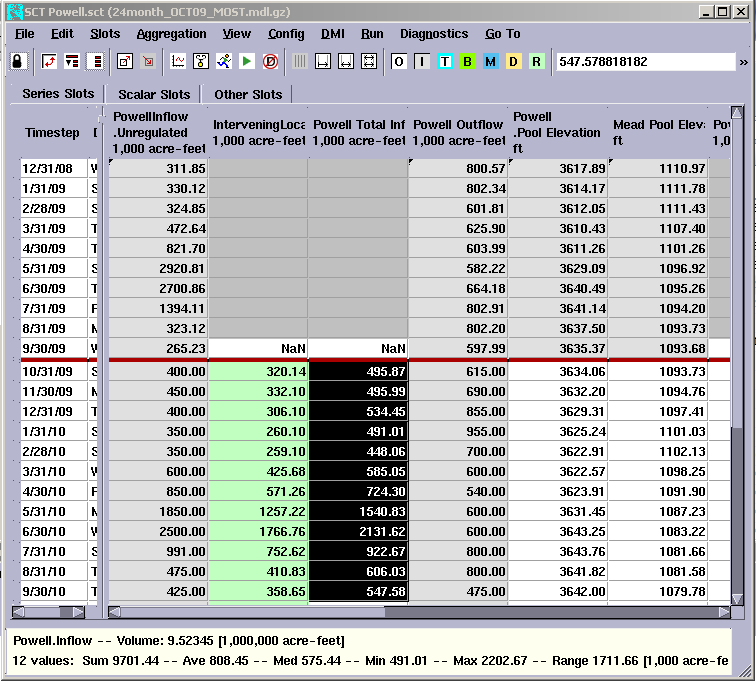 SCT Powell.sct (24month_OCT09_MOST.mdl.gz)
File Edit Slots Aggregation View Config DMI Run Diagnostics Go To
O I T B M D R 547.578818182 »
Series Slots Scalar Slots Other Slots
Timestep D PowellInflow .Unregulated 1,000 acre-feet InterveningLoca 1,000 acre-feet Powell Total Inf 1,000 acre-feet Powell Outflow 1,000 acre-feet Powell .Pool Elevation ft Mead Pool Eleva ft Pow 1,0
12/31/08 W 311.85 800.57 3617.89 1110.97
1/31/09 S 330.12 802.34 3614.17 1111.78
2/28/09 S 324.85 601.81 3612.05 1111.43
3/31/09 T 472.64 625.90 3610.43 1107.40
4/30/09 T 821.70 603.99 3611.26 1101.26
5/31/09 S 2920.81 582.22 3629.09 1096.92
6/30/09 T 2700.86 664.18 3640.49 1095.26
7/31/09 F 1394.11 802.91 3641.14 1094.20
8/31/09 M 323.12 802.20 3637.50 1093.73
9/30/09 W 265.23 NaN NaN 597.99 3635.37 1093.68
10/31/09 S 400.00 320.14 495.87 615.00 3634.06 1093.73
11/30/09 M 450.00 332.10 495.99 690.00 3632.20 1094.76
12/31/09 T 400.00 306.10 534.45 855.00 3629.31 1097.41
1/31/10 S 350.00 260.10 491.01 955.00 3625.24 1101.03
2/28/10 S 350.00 259.10 448.06 700.00 3622.91 1102.13
3/31/10 W 600.00 425.68 585.05 600.00 3622.57 1098.25
4/30/10 F 850.00 571.26 724.30 540.00 3623.91 1091.90
5/31/10 M 1850.00 1257.22 1540.83 600.00 3631.45 1087.23
6/30/10 W 2500.00 1766.76 2131.62 600.00 3643.25 1083.22
7/31/10 S 991.00 752.62 922.67 800.00 3643.76 1081.66
8/31/10 T 475.00 410.83 606.03 800.00 3641.82 1081.58
9/30/10 T 425.00 358.65 547.58 475.00 3642.00 1079.78
Powell.Inflow -- Volume: 9.52345 [1,000,000 acre-feet]
12 values: Sum 9701.44 -- Ave 808.45 -- Med 575.44 -- Min 491.01 -- Max 2202.67 -- Range 1711.66 [1,000 acre-fe